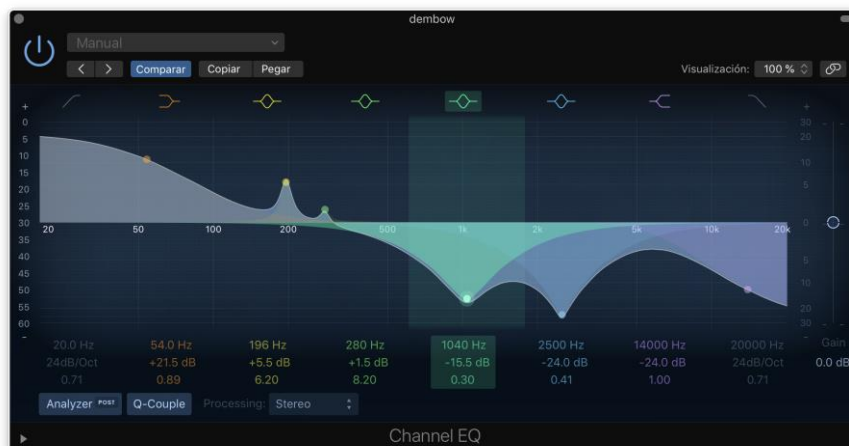 dembow
Manual
Comparar Copiar Pegar Visualización: 100 %
+ +
0 30
5 20
10 10
15
20 5
25
30 20 50 100 200 500 1k 2k 5k 10k 20k 0
35
40 5
45
50 10
55 20
60 30
- -
20.0 Hz 54.0 Hz 196 Hz 280 Hz 1040 Hz 2500 Hz 14000 Hz 20000 Hz Gain
24dB/Oct +21.5 dB +5.5 dB +1.5 dB -15.5 dB -24.0 dB -24.0 dB 24dB/Oct 0.0 dB
0.71 0.89 6.20 8.20 0.30 0.41 1.00 0.71
Analyzer POST Q-Couple Processing: Stereo
Channel EQ